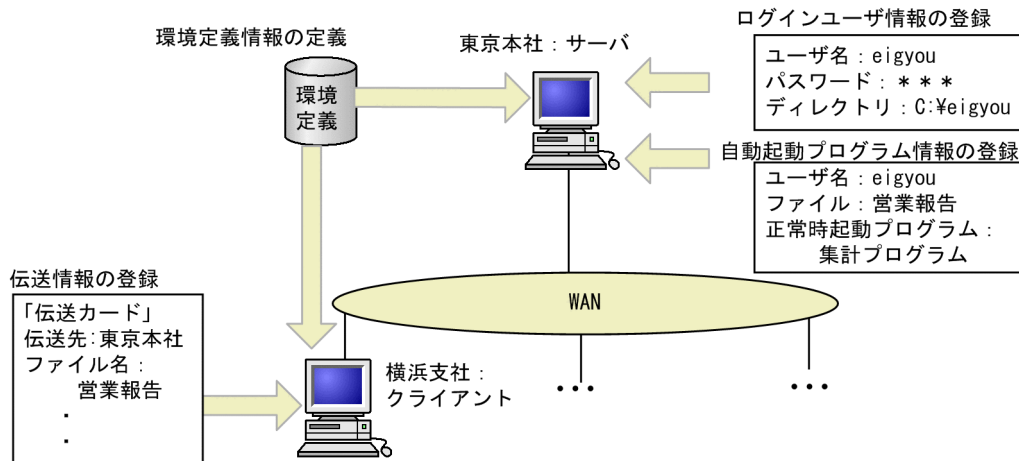 ログインユーザ情報の登録
環境定義情報の定義
東京本社：サーバ
ユーザ名：eigyou
パスワード：＊＊＊
ディレクトリ：C:¥eigyou
環境
定義
自動起動プログラム情報の登録
ユーザ名：eigyou
ファイル：営業報告
正常時起動プログラム：
集計プログラム
伝送情報の登録
「伝送カード」
伝送先:東京本社
ファイル名：
営業報告
・
・
WAN
横浜支社：
クライアント
・・・
・・・